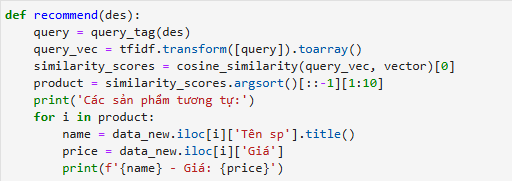 def recommend(des):
    query = query_tag(des)
    query_vec = tfidf.transform([query]).toarray()
    similarity_scores = cosine_similarity(query_vec, vector)[0]
    product = similarity_scores.argsort()[::-1][1:10]
    print('Các sản phẩm tương tự:')
    for i in product:
        name = data_new.iloc[i]['Tên sp'].title()
        price = data_new.iloc[i]['Giá']
        print(f'{name} - Giá: {price}')